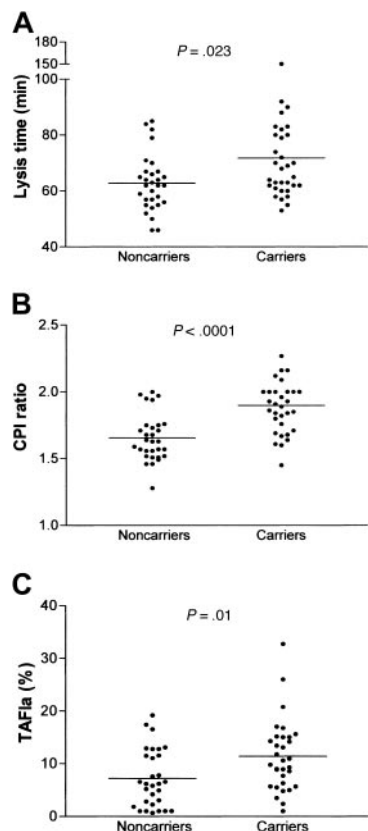 A
180
150
100
80
60
40
Lysis time (min)
P = .023
Noncarriers Carriers
B
2.5
2.0
1.5
1.0
CPI ratio
P < .0001
Noncarriers Carriers
C
40
30
20
10
0
TAFIa (%)
P = .01
Noncarriers Carriers